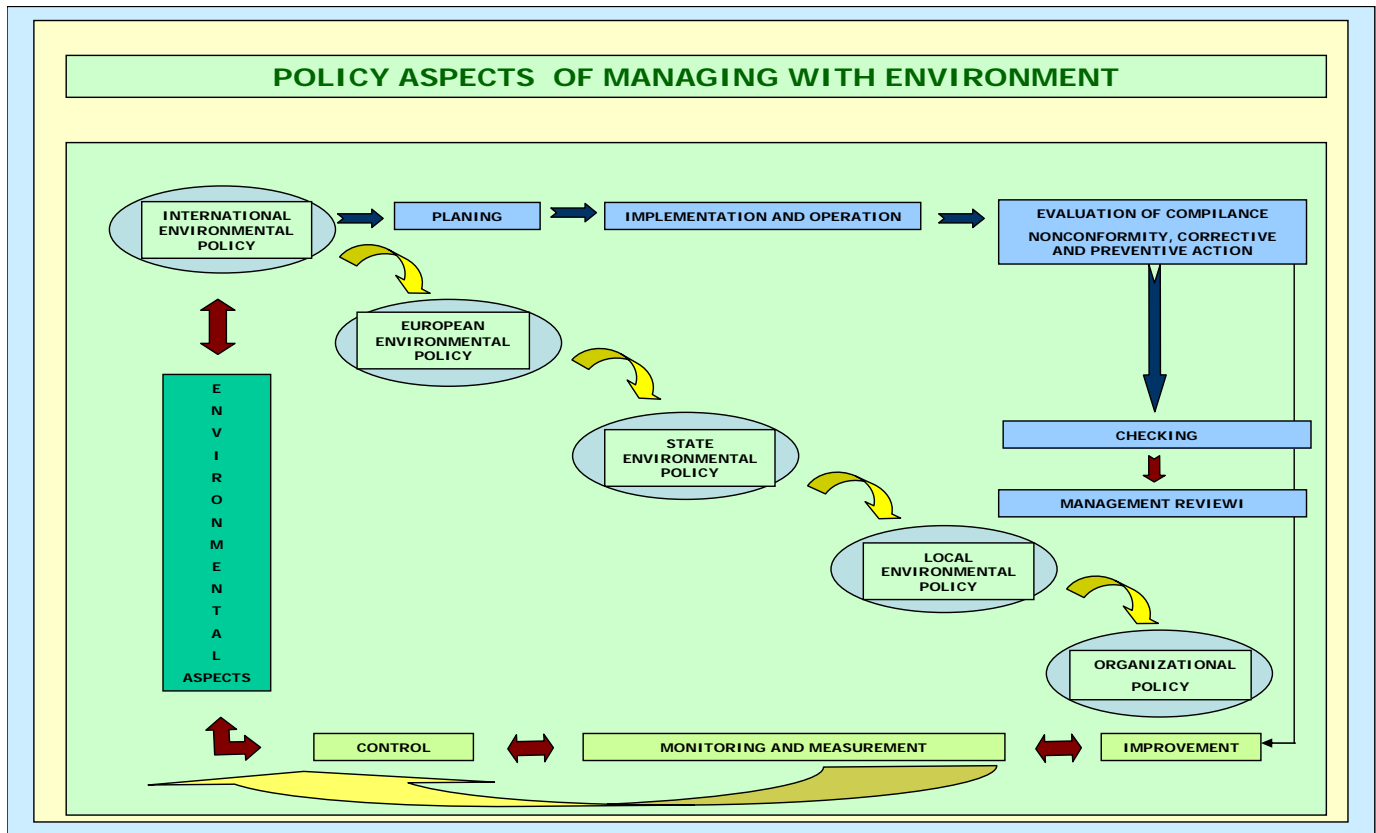 POLICY ASPECTS OF MANAGING WITH ENVIRONMENT
INTERNATIONAL
ENVIRONMENTAL
POLICY
PLANING
IMPLEMENTATION AND OPERATION
EVALUATION OF COMPILANCE
NONCONFORMITY, CORRECTIVE
AND PREVENTIVE ACTION
EUROPEAN
ENVIRONMENTAL
POLICY
E
N
V
I
R
O
N
M
E
N
T
A
L
ASPECTS
STATE
ENVIRONMENTAL
POLICY
CHECKING
MANAGEMENT REVIEWI
LOCAL
ENVIRONMENTAL
POLICY
ORGANIZATIONAL
POLICY
CONTROL
MONITORING AND MEASUREMENT
IMPROVEMENT